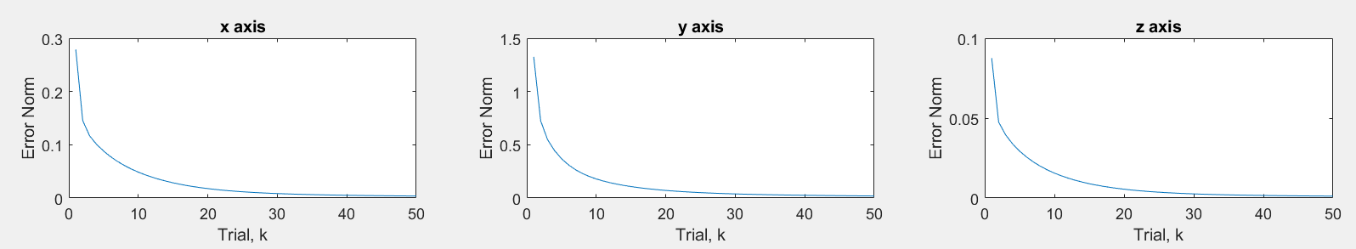 x axis
0.3
0.2
0.1
0
Error Norm
0 10 20 30 40 50
Trial, k
y axis
1.5
1
0.5
0
Error Norm
0 10 20 30 40 50
Trial, k
z axis
0.1
0.05
0
Error Norm
0 10 20 30 40 50
Trial, k